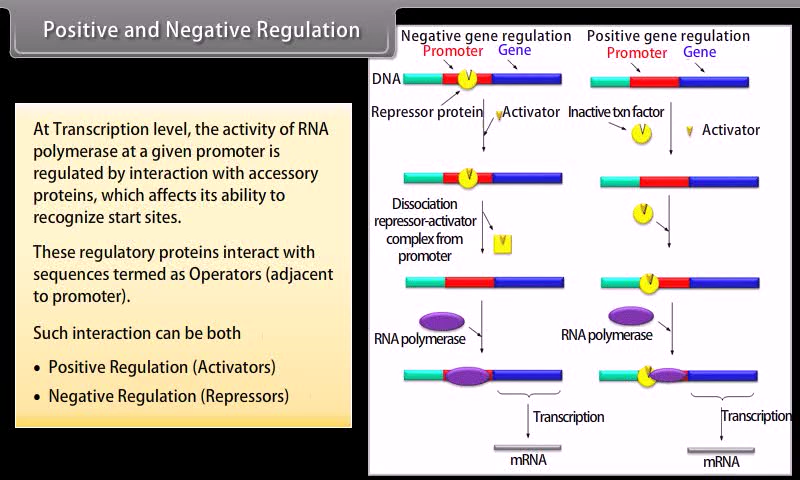 Positive and Negative Regulation
At Transcription level, the activity of RNA
polymerase at a given promoter is
regulated by interaction with accessory
proteins, which affects its ability to
recognize start sites.
These regulatory proteins interact with
sequences termed as Operators (adjacent
to promoter).
Such interaction can be both
• Positive Regulation (Activators)
• Negative Regulation (Repressors)
Negative gene regulation
Promoter Gene
DNA
Repressor protein
Activator
Dissociation
repressor-activator
complex from
promoter
RNA polymerase
Transcription
mRNA
Positive gene regulation
Promoter Gene
Inactive txn factor
Activator
RNA polymerase
Transcription
mRNA